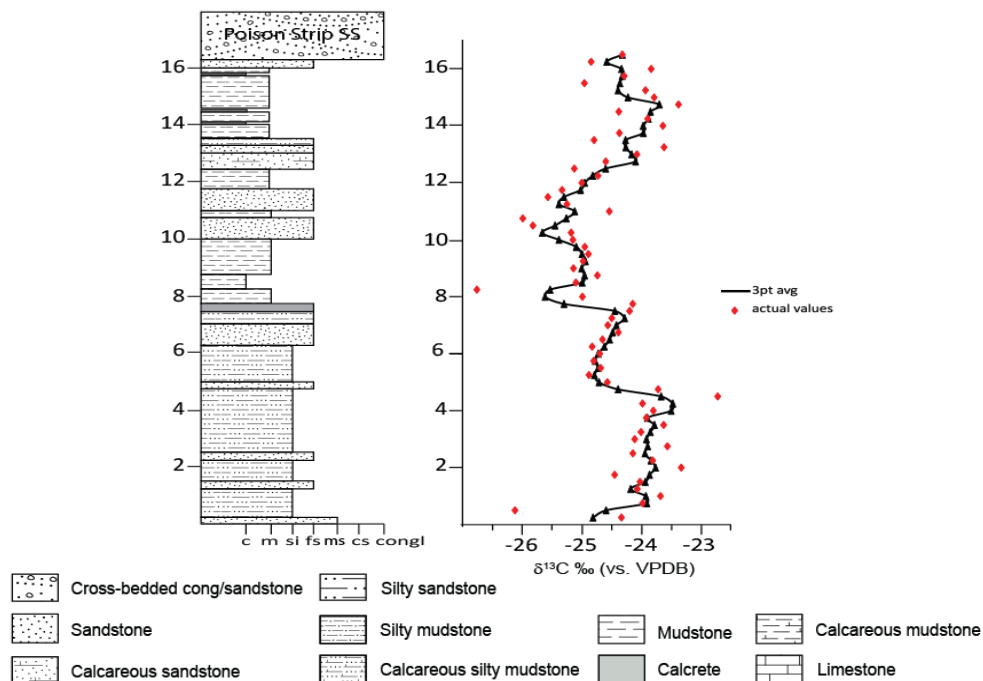 Poison Strip SS
16
14
12
10
8
6
4
2
c m si fs ms cs congl
16
14
12
10
8
6
4
2
3pt avg
actual values
-26 -25 -24 -23
δ¹³C ‰ (vs. VPDB)
Cross-bedded cong/sandstone
Silty sandstone
Sandstone
Silty mudstone
Mudstone
Calcareous mudstone
Calcareous sandstone
Calcareous silty mudstone
Calcrete
Limestone